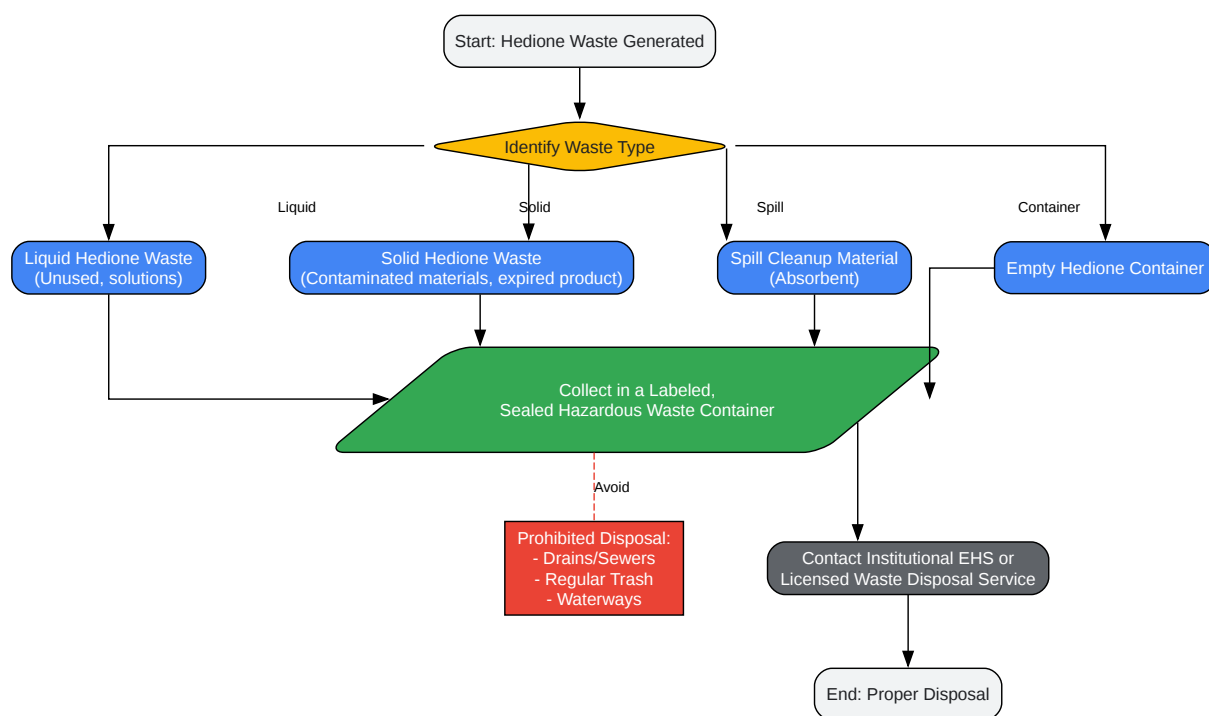 Start: Hedione Waste Generated
Identify Waste Type
Liquid
Solid
Spill
Container
Liquid Hedione Waste
(Unused, solutions)
Solid Hedione Waste
(Contaminated materials, expired product)
Spill Cleanup Material
(Absorbent)
Empty Hedione Container
Collect in a Labeled,
Sealed Hazardous Waste Container
Avoid
Prohibited Disposal:
- Drains/Sewers
- Regular Trash
- Waterways
Contact Institutional EHS or
Licensed Waste Disposal Service
End: Proper Disposal